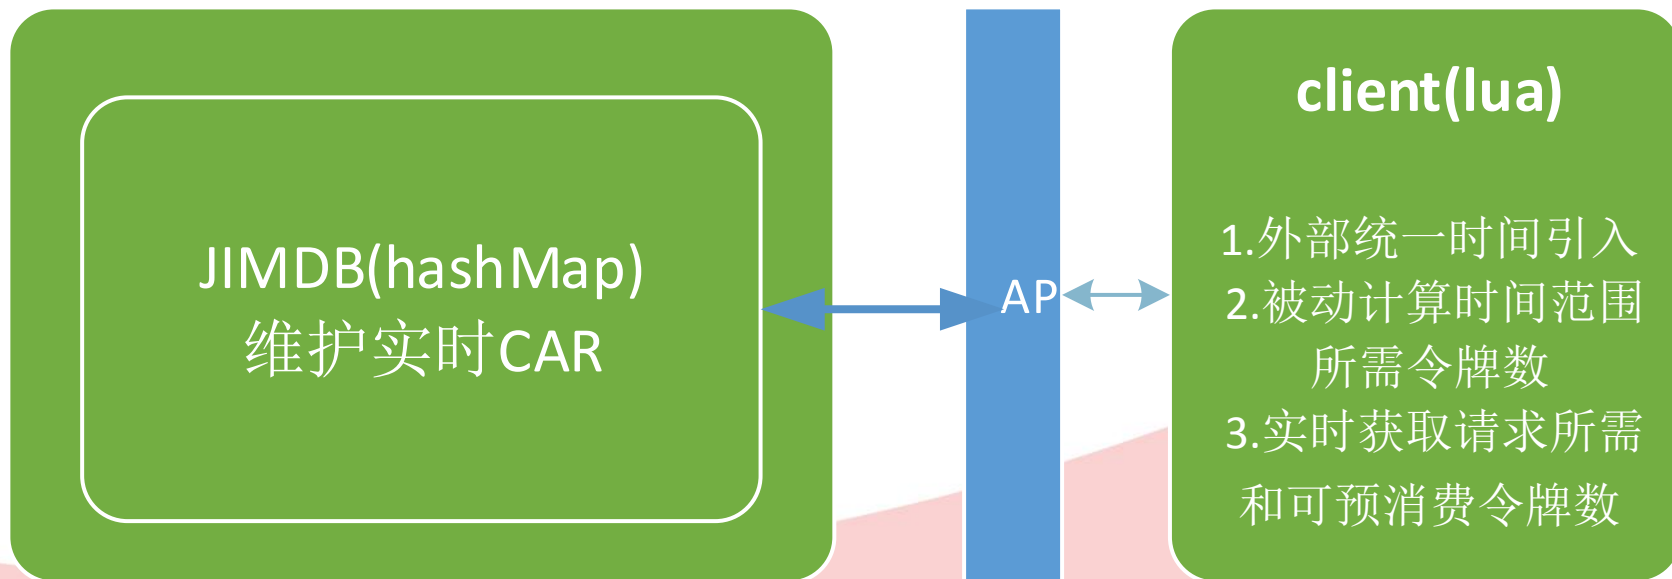 JIMDB(hashMap)
维护实时CAR
AP
client(lua)
1.外部统一时间引入
2.被动计算时间范围
所需令牌数
3.实时获取请求所需
和可预消费令牌数